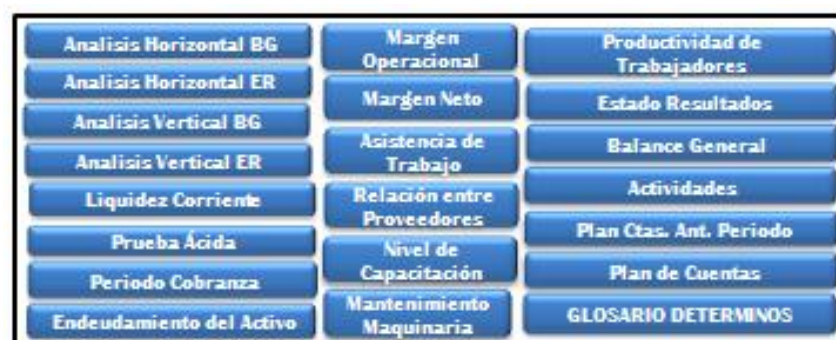 Analisis Horizontal BG
Analisis Horizontal ER
Analisis Vertical BG
Analisis Vertical ER
Liquidez Corriente
Prueba Ácida
Periodo Cobranza
Endeudamiento del Activo
Margen
Operacional
Margen Neto
Asistencia de
Trabajo
Relación entre
Proveedores
Nivel de
Capacitación
Mantenimiento
Maquinaria
Productividad de
Trabajadores
Estado Resultados
Balance General
Actividades
Plan Ctas. Ant. Periodo
Plan de Cuentas
GLOSARIO DETERMINOS